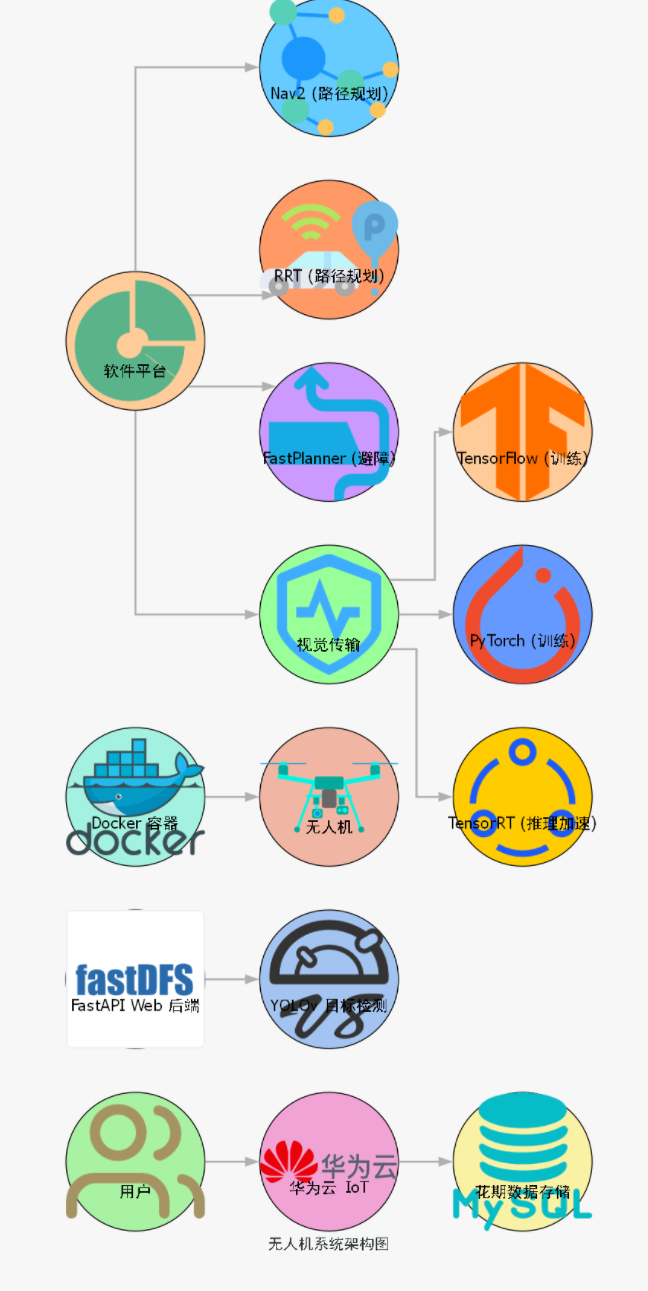 Nav2 (路径规划)
P
RRT (路径规划)
软件平台
FastPlanner (避障)
TensorFlow (训练)
视觉传输
PyTorch (训练)
Docker 容器
docker
无人机
TensorRT (推理加速)
fastDFS
FastAPI Web 后端
YOLOv 目标检测
V8
用户
华为云
华为云 IoT
花期数据存储
MySQL
无人机系统架构图